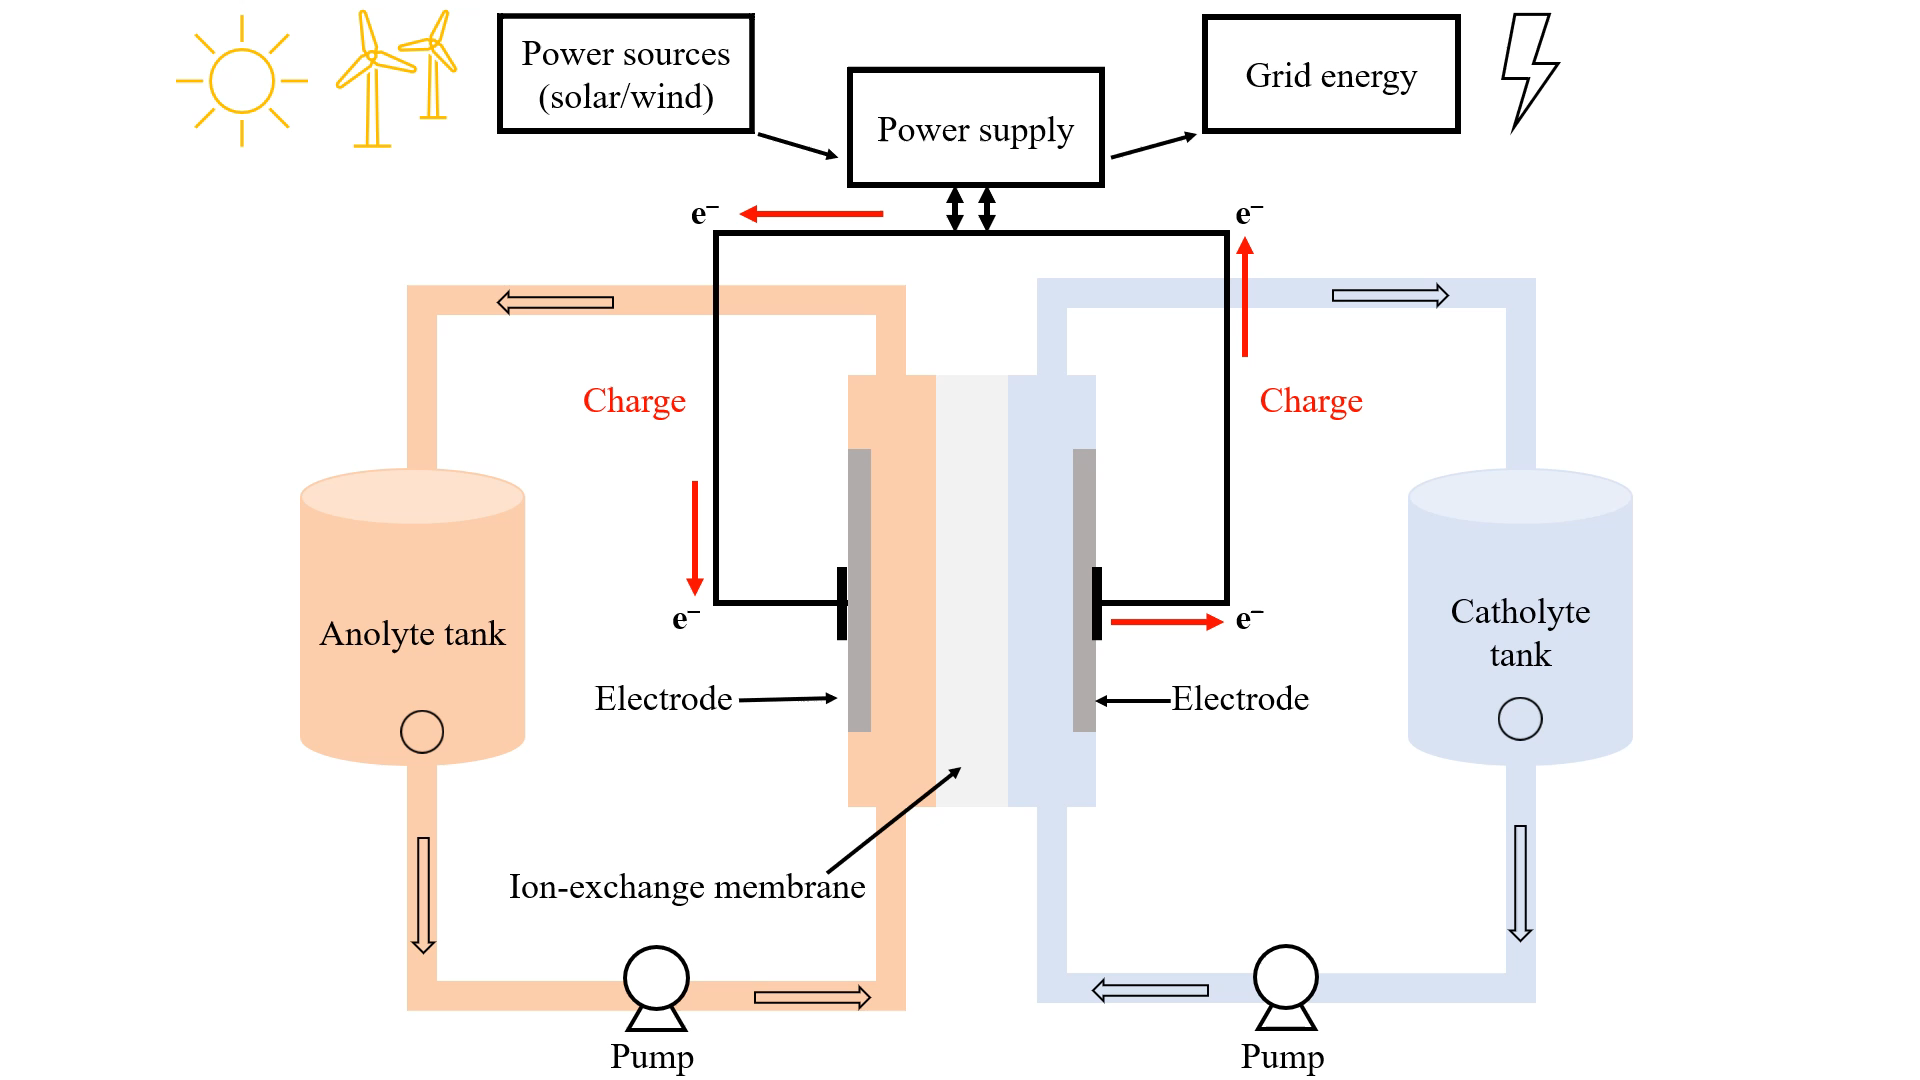 Power sources
(solar/wind)
Power supply
Grid energy
e⁻
e⁻
Charge
Charge
Anolyte tank
e⁻
e⁻
Catholyte
tank
Electrode
Electrode
Ion-exchange membrane
Pump
Pump